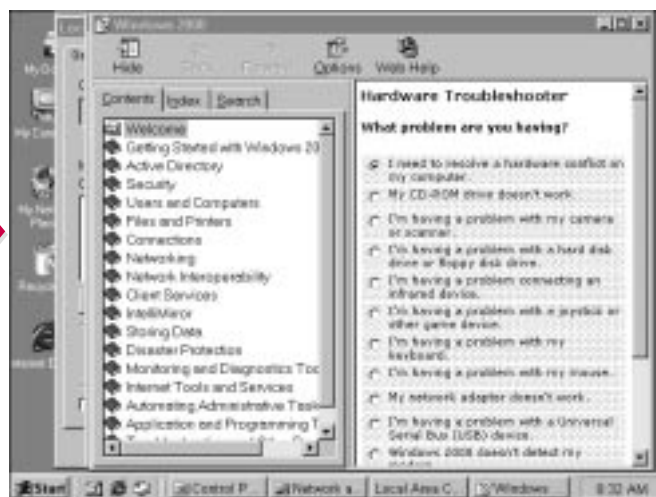 Windows 2000
Hide
Options
Web Help
Contents
Index
Search
Welcome
Getting Started with Windows 20
Active Directory
Security
Users and Computers
Files and Printers
Connections
Networking
Network Interoperability
Client Services
IntelliMirror
Storing Data
Disaster Protection
Monitoring and Diagnostics Too
Internet Tools and Services
Automating Administrative Task
Application and Programming T
Hardware Troubleshooter
What problem are you having?
I need to resolve a hardware conflict on
my computer.
My CD-ROM drive doesn't work.
I'm having a problem with my camera
or scanner.
I'm having a problem with a hard disk
drive or floppy disk drive.
I'm having a problem connecting an
infrared device.
I'm having a problem with a joystick or
other game device.
I'm having a problem with my
keyboard.
I'm having a problem with my mouse.
My network adapter doesn't work.
I'm having a problem with a Universal
Serial Bus (USB) device.
Windows 2000 doesn't detect my
Start
Control P...
Network a...
Local Area C...
Windows
8:32 AM